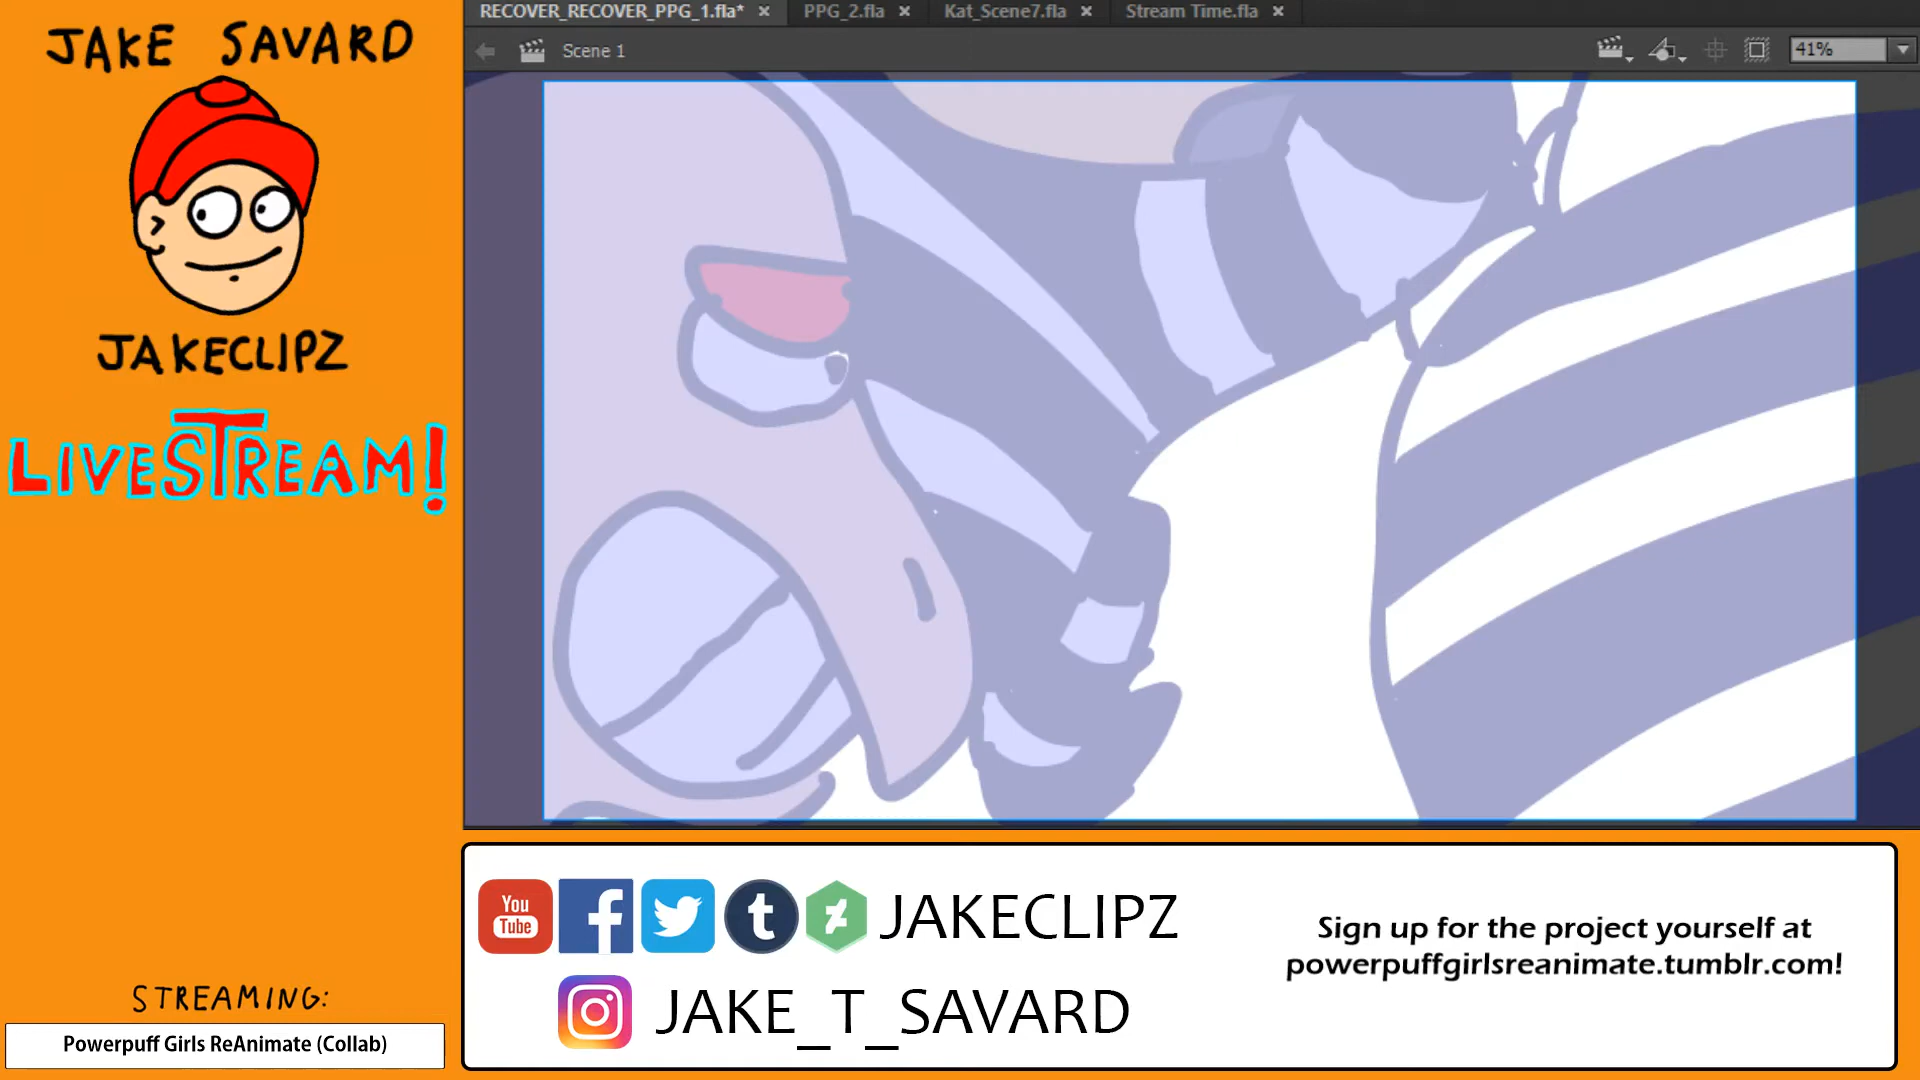 RECOVER_RECOVER_PPG_1.fla* × PPG_2.fla × Kat_Scene7.fla × Stream Time.fla ×
Scene 1
41%
JAKE SAVARD
JAKECLIPZ
LIVESTREAM!
STREAMING:
Powerpuff Girls ReAnimate (Collab)
You
Tube
f
t
JAKECLIPZ
JAKE_T_SAVARD
Sign up for the project yourself at
powerpuffgirlsreanimate.tumblr.com!